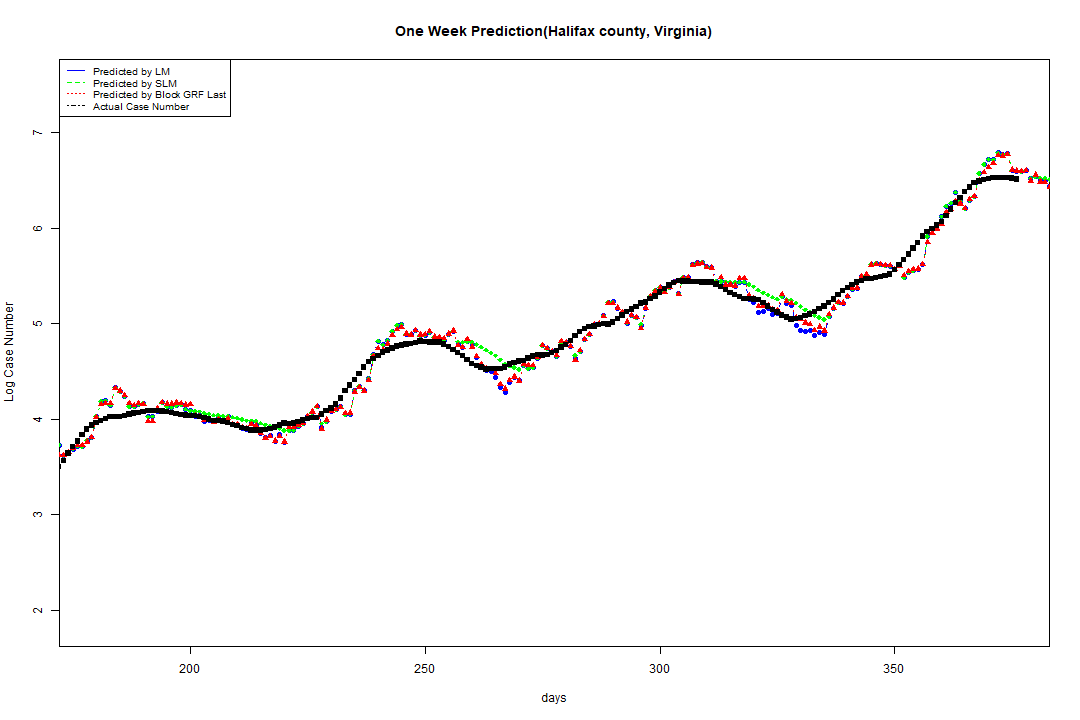 One Week Prediction(Halifax county, Virginia)
Predicted by LM
Predicted by SLM
Predicted by Block GRF Last
Actual Case Number
7
6
5
4
3
2
Log Case Number
200 250 300 350
days